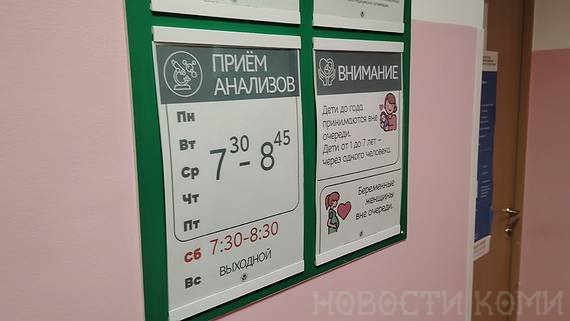 ПРИЁМ
АНАЛИЗОВ
Пн
Вт
Ср
Чт
Пт
7³⁰ - 8⁴⁵
Сб 7:30-8:30
Вс ВЫХОДНОЙ
ВНИМАНИЕ
Дети до года
принимаются вне
очереди.
Дети от 1 до 7 лет –
через одного человека.
Беременные
женщины
вне очереди.
НОВОСТИ КОМИ